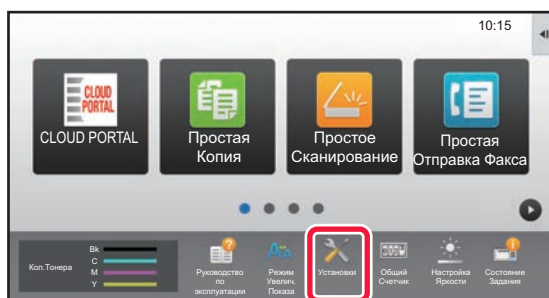 10:15
CLOUD
PORTAL
CLOUD PORTAL
Простая
Копия
Простое
Сканирование
Простая
Отправка Факса
Кол.Тонера
Bk
C
M
Y
Руководство
по
эксплуатации
Режим
Увелич.
Показа
Установки
Общий
Счетчик
Настройка
Яркости
Состояние
Задания